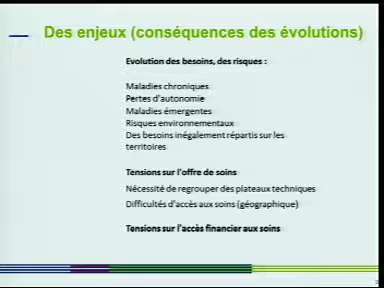 Des enjeux (conséquences des évolutions)
Evolution des besoins, des risques :
Maladies chroniques
Pertes d'autonomie
Maladies émergentes
Risques environnementaux
Des besoins inégalement répartis sur les
territoires
Tensions sur l'offre de soins
Nécessité de regrouper des plateaux techniques
Difficultés d'accès aux soins (géographique)
Tensions sur l'accès financier aux soins